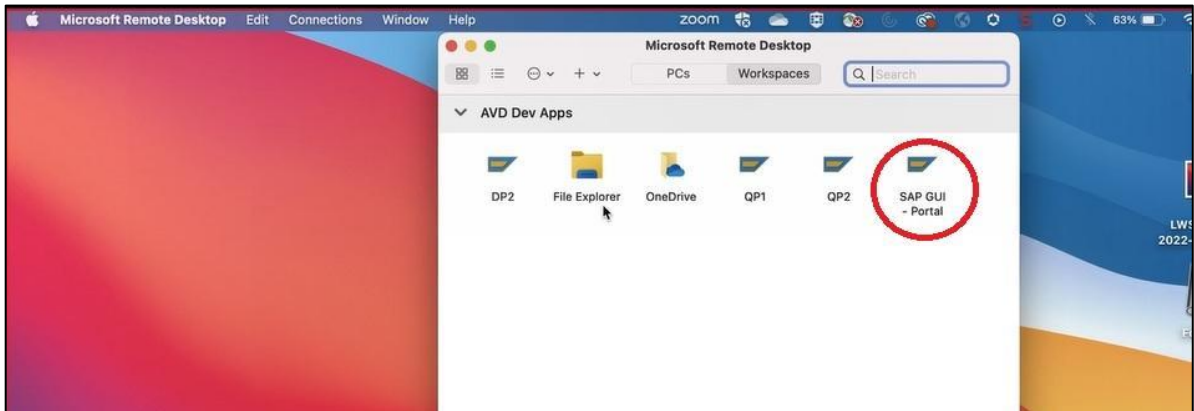 Microsoft Remote Desktop Edit Connections Window Help zoom 63%
Microsoft Remote Desktop
PCs Workspaces Search
AVD Dev Apps
DP2 File Explorer OneDrive QP1 QP2 SAP GUI
- Portal
LWS
2022-